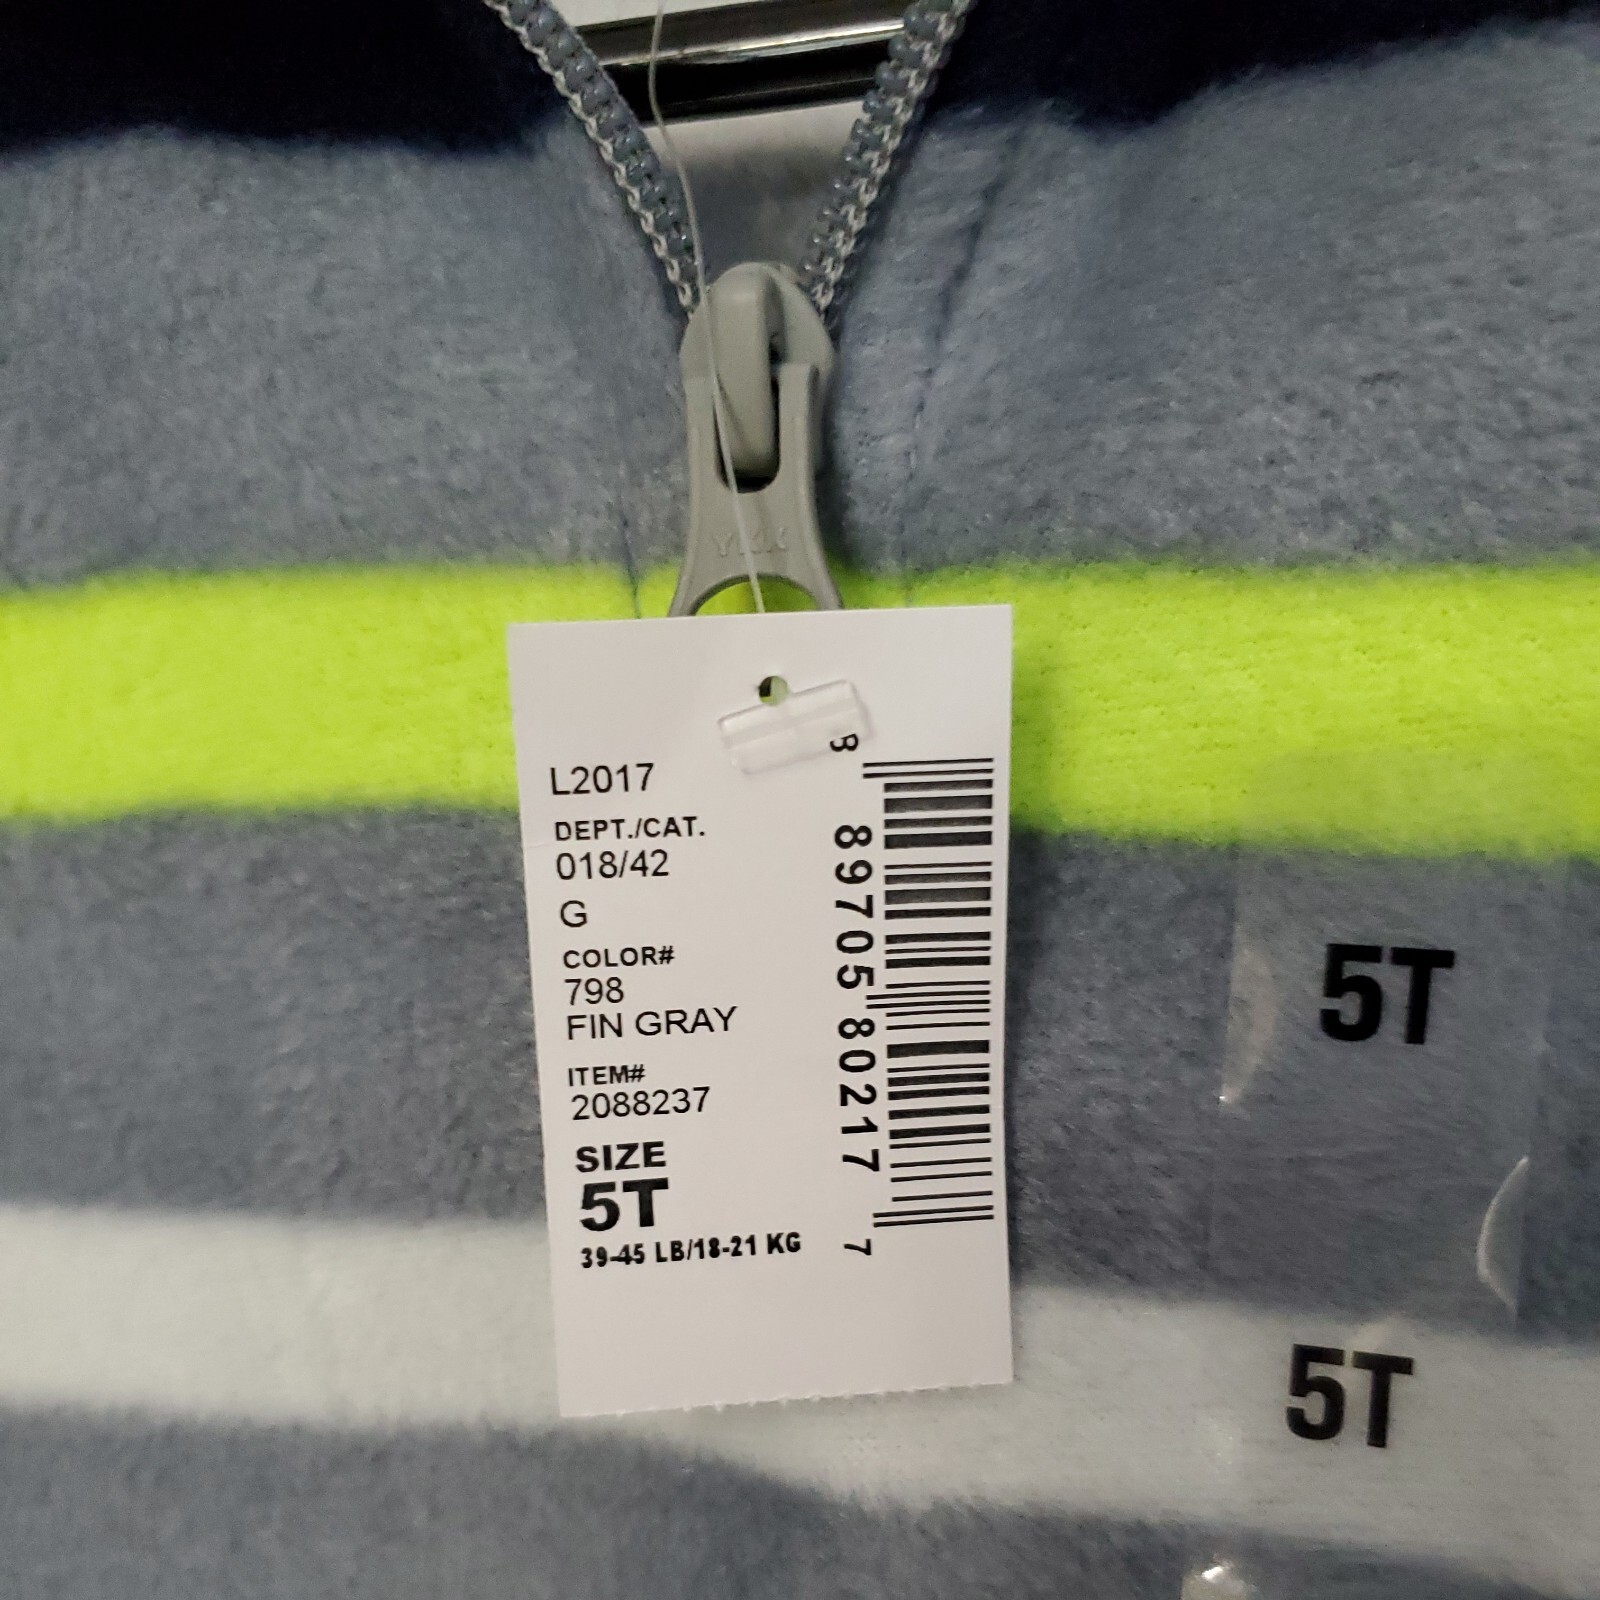 YKK
L2017
DEPT./CAT.
018/42
G
COLOR#
798
FIN GRAY
ITEM#
2088237
SIZE
5T
39-45 LB/18-21 KG
89705 80217 7
5T
5T